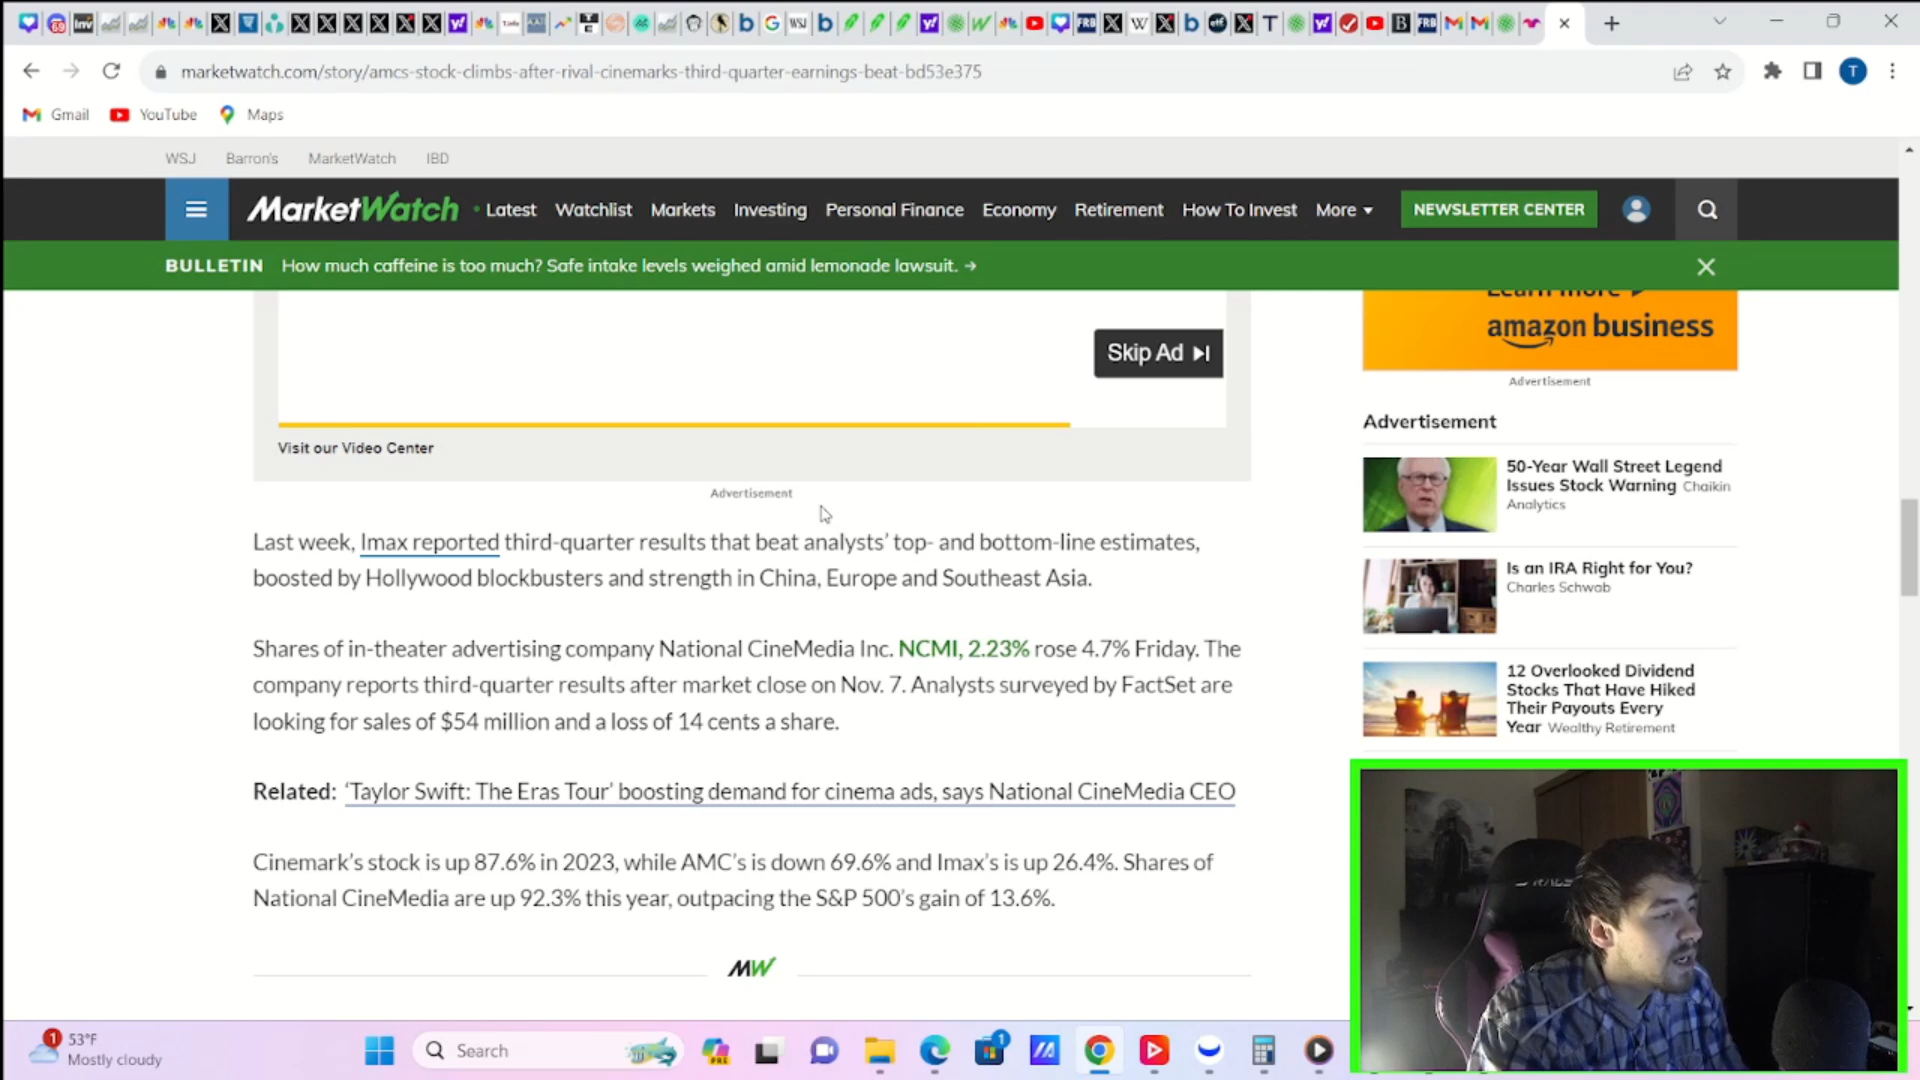 marketwatch.com/story/amcs-stock-climbs-after-rival-cinemarks-third-quarter-earnings-beat-bd53e375
T
Gmail YouTube Maps
WSJ Barron's MarketWatch IBD
MarketWatch Latest Watchlist Markets Investing Personal Finance Economy Retirement How To Invest More NEWSLETTER CENTER
BULLETIN How much caffeine is too much? Safe intake levels weighed amid lemonade lawsuit. →
Learn more
amazon business
Advertisement
Skip Ad
Visit our Video Center
Advertisement
Advertisement
50-Year Wall Street Legend
Issues Stock Warning Chaikin
Analytics
Is an IRA Right for You?
Charles Schwab
12 Overlooked Dividend
Stocks That Have Hiked
Their Payouts Every
Year Wealthy Retirement
Last week, Imax reported third-quarter results that beat analysts' top- and bottom-line estimates,
boosted by Hollywood blockbusters and strength in China, Europe and Southeast Asia.
Shares of in-theater advertising company National CineMedia Inc. NCMI, 2.23% rose 4.7% Friday. The
company reports third-quarter results after market close on Nov. 7. Analysts surveyed by FactSet are
looking for sales of $54 million and a loss of 14 cents a share.
Related: 'Taylor Swift: The Eras Tour' boosting demand for cinema ads, says National CineMedia CEO
Cinemark's stock is up 87.6% in 2023, while AMC's is down 69.6% and Imax's is up 26.4%. Shares of
National CineMedia are up 92.3% this year, outpacing the S&P 500's gain of 13.6%.
MW
1 53°F
Mostly cloudy
Search
1